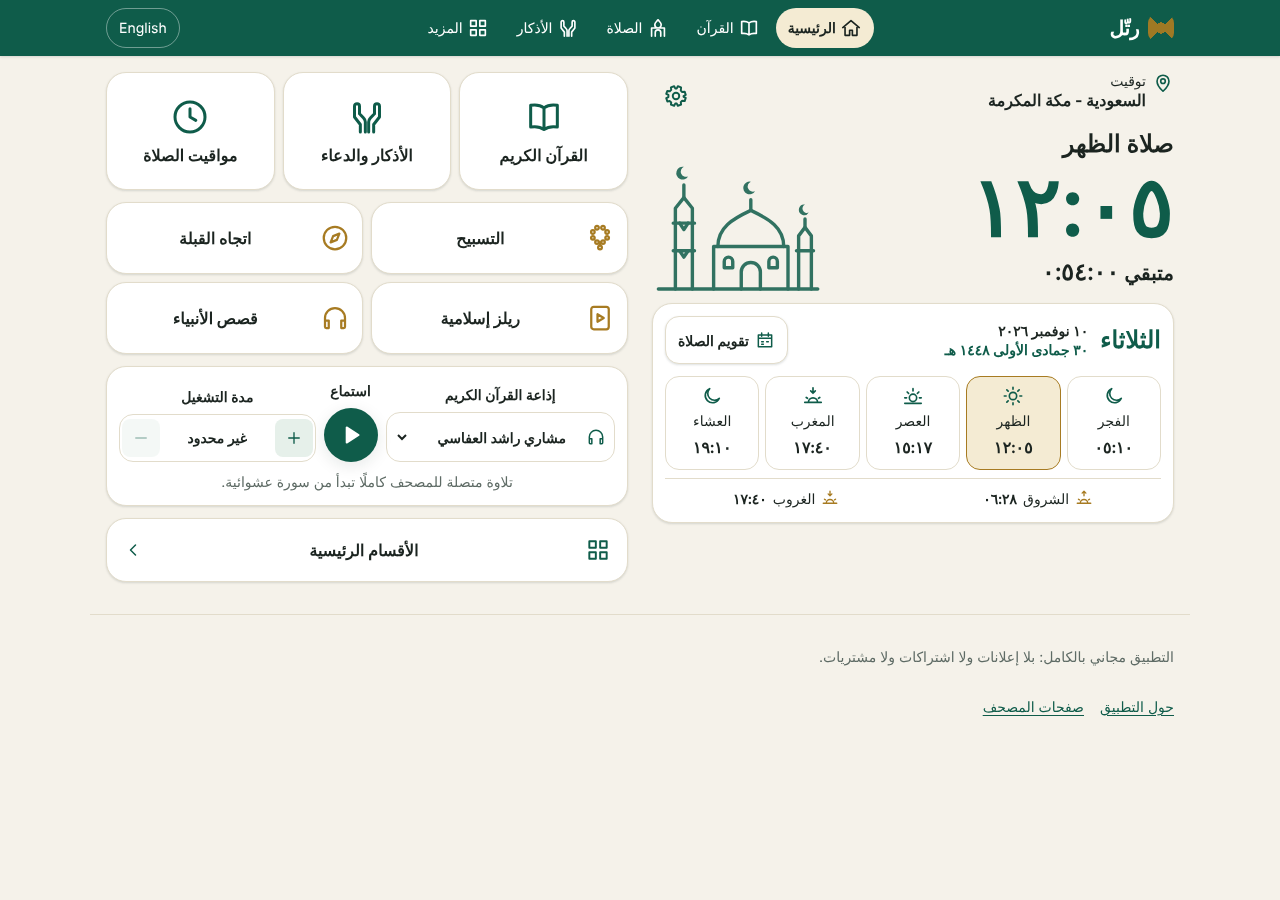 رتّل
الرئيسية
القرآن
الصلاة
الأذكار
المزيد
English
توقيت
السعودية - مكة المكرمة
صلاة الظهر
١٢:٠٥
متبقي ٠:٥٤:٠٠
الثلاثاء
١٠ نوفمبر ٢٠٢٦
٣٠ جمادى الأولى ١٤٤٨ هـ
تقويم الصلاة
الفجر
٠٥:١٠
الظهر
١٢:٠٥
العصر
١٥:١٧
المغرب
١٧:٤٠
العشاء
١٩:١٠
الشروق ٠٦:٢٨
الغروب ١٧:٤٠
القرآن الكريم
الأذكار والدعاء
مواقيت الصلاة
التسبيح
اتجاه القبلة
ريلز إسلامية
قصص الأنبياء
إذاعة القرآن الكريم
مشاري راشد العفاسي
استماع
مدة التشغيل
+
غير محدود
−
تلاوة متصلة للمصحف كاملًا تبدأ من سورة عشوائية.
الأقسام الرئيسية
التطبيق مجاني بالكامل: بلا إعلانات ولا اشتراكات ولا مشتريات.
حول التطبيق
صفحات المصحف